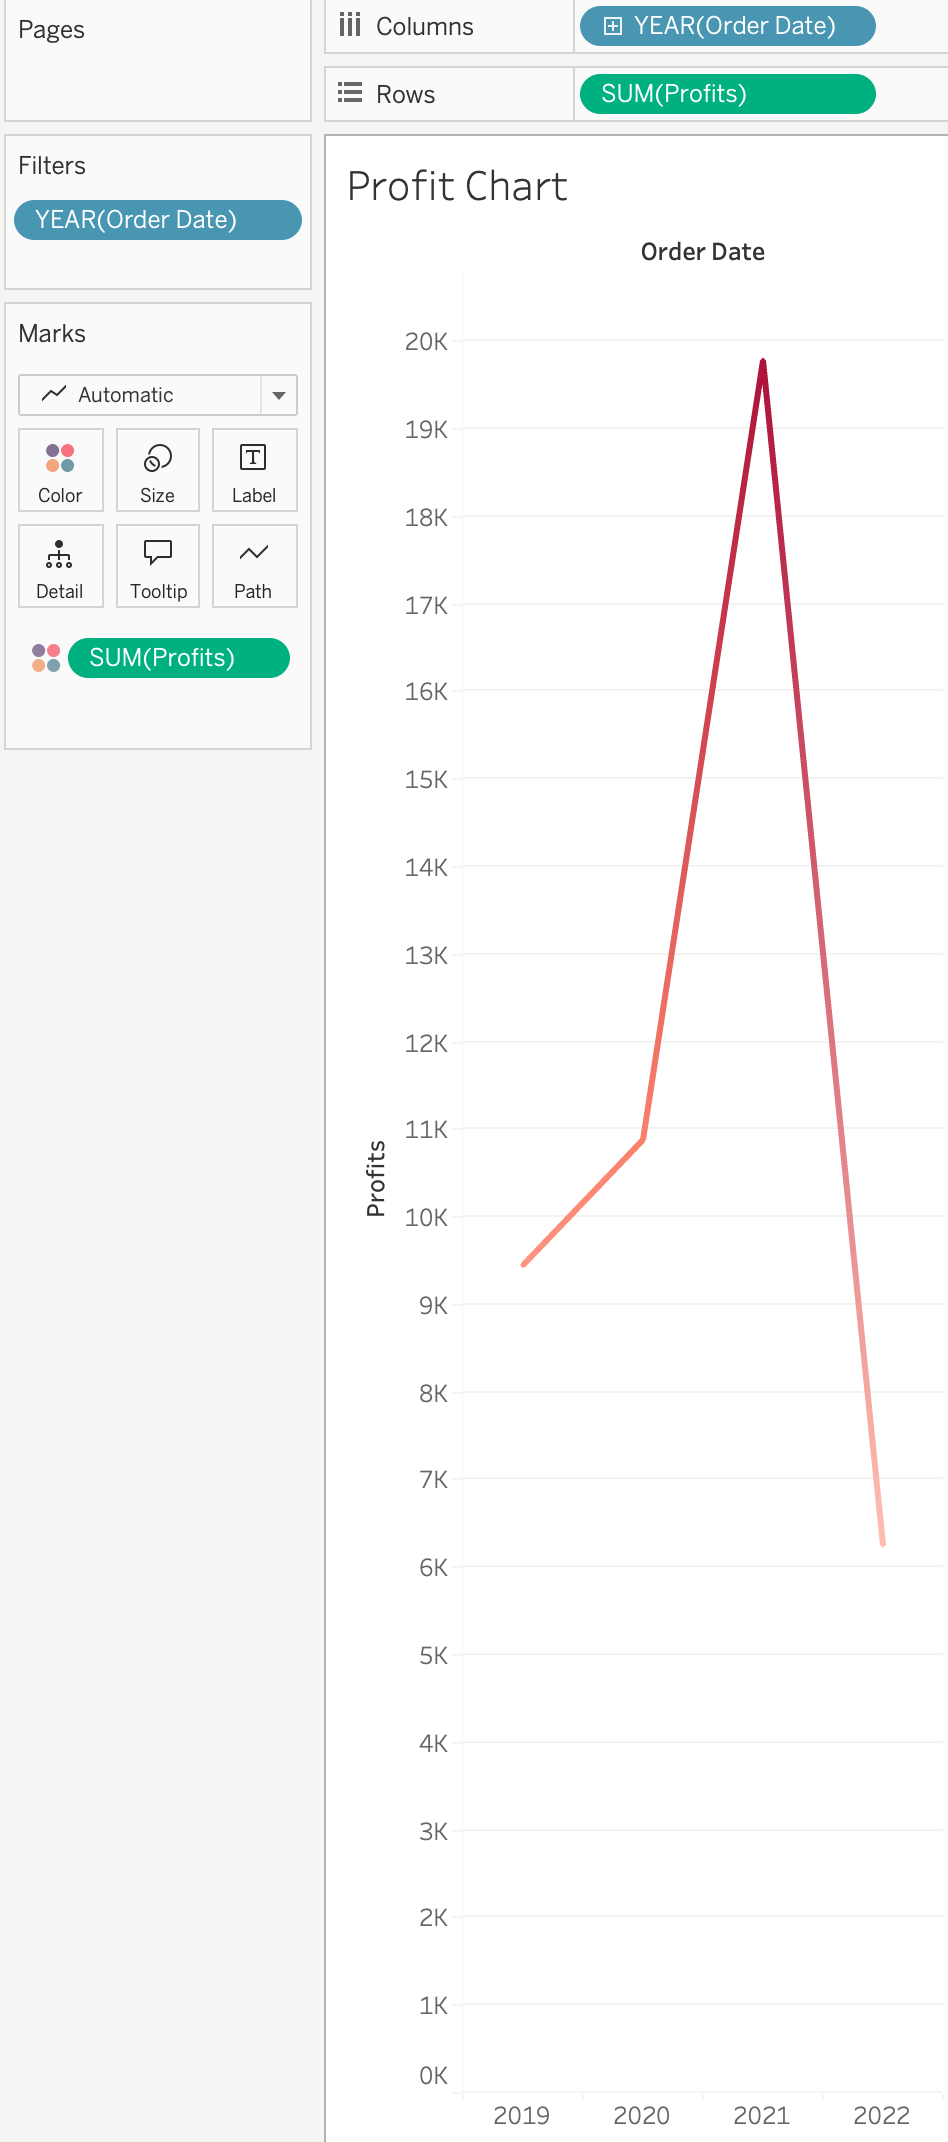 Pages
Columns
YEAR(Order Date)
Rows
SUM(Profits)
Filters
YEAR(Order Date)
Marks
Automatic
Color
Size
Label
Detail
Tooltip
Path
SUM(Profits)
Profit Chart
Order Date
20K
19K
18K
17K
16K
15K
14K
13K
12K
11K
10K
9K
8K
7K
6K
5K
4K
3K
2K
1K
0K
Profits
2019 2020 2021 2022